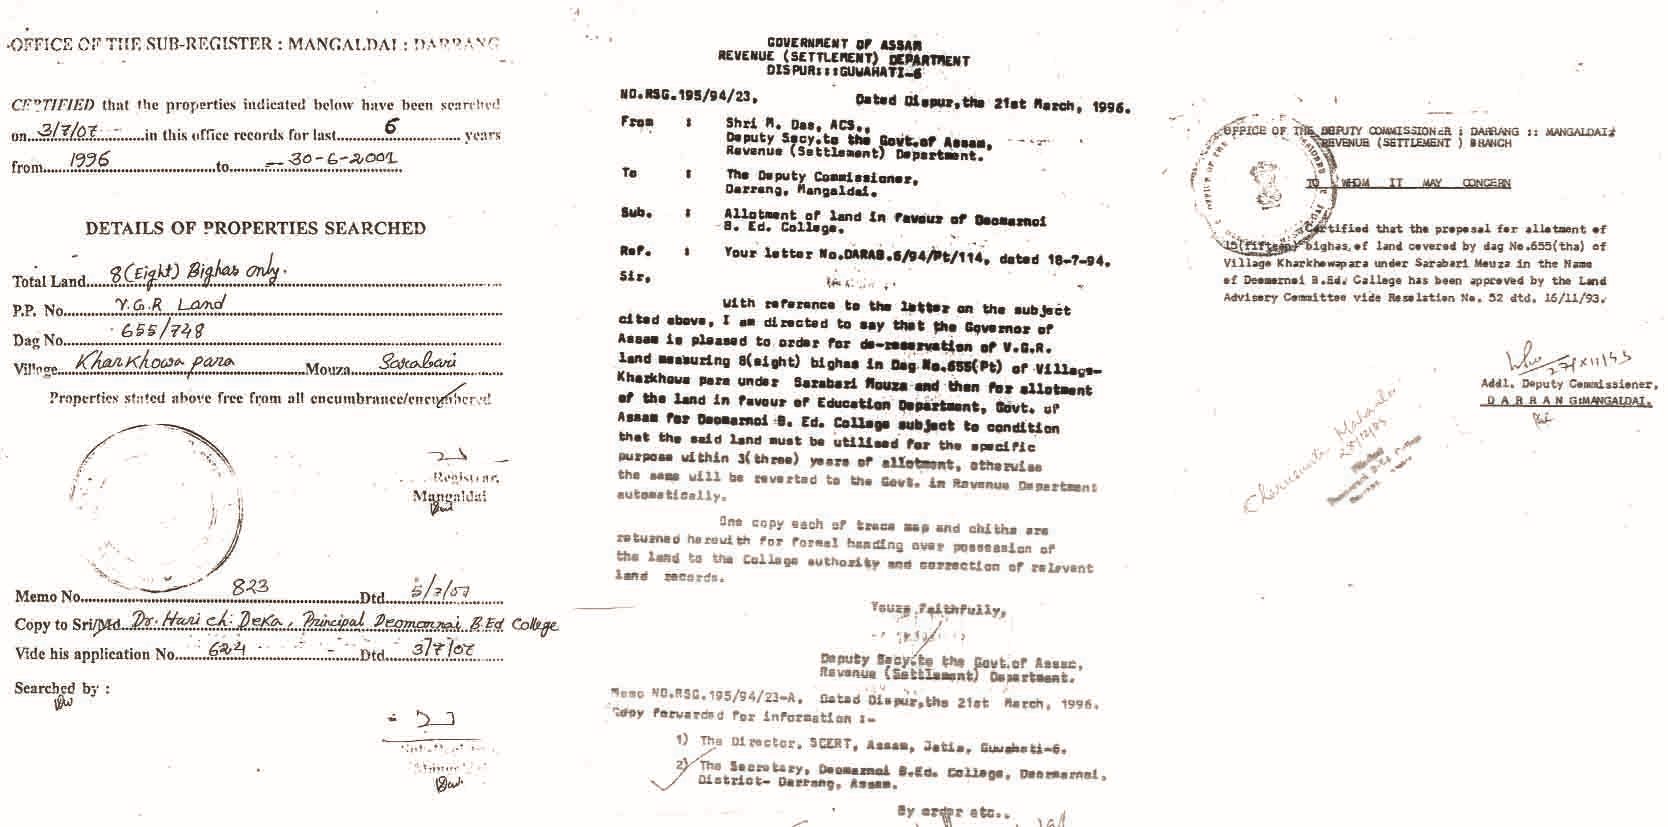 OFFICE OF THE SUB-REGISTER : MANGALDAI : DARRANG
CERTIFIED that the properties indicated below have been searched
on 3/7/07 in this office records for last 6 years
from 1996 to 30-6-2001
DETAILS OF PROPERTIES SEARCHED
Total Land 8 (Eight) Bighas only.
P.P. No. V.G.R Land
Dag No. 655/748
Village Kharkhowa para Mouza Sarabari
Properties stated above free from all encumbrance/encumbered
Registrar,
Mangaldai
Memo No. 823 Dtd 5/7/07
Copy to Sri/Md. Dr. Hari ch. Deka, Principal Deomornoi B.Ed College
Vide his application No. 624 Dtd. 3/7/07
Searched by :
GOVERNMENT OF ASSAM
REVENUE (SETTLEMENT) DEPARTMENT
DISPUR:::GUWAHATI-6
NO.RSG.195/94/23, Dated Dispur,the 21st March, 1996.
From : Shri M. Das, ACS.,
Deputy Secy.to the Govt.of Assam,
Revenue (Settlement) Department.
To : The Deputy Commissioner,
Darrang, Mangaldai.
Sub. : Allotment of land in favour of Deomarnoi
B. Ed. College.
Ref. : Your letter No.DARAB.6/94/Pt/114, dated 18-7-94.
Sir,
With reference to the letter on the subject
cited above, I am directed to say that the Governor of
Assam is pleased to order for de-reservation of V.G.R.
land measuring 8(eight) bighas in Dag No.655(Pt) of Village-
Kharkhowa para under Sarabari Mouza and then for allotment
of the land in favour of Education Department, Govt. of
Assam for Deomarnoi B. Ed. College subject to condition
that the said land must be utilised for the specific
purpose within 3(three) years of allotment, otherwise
the same will be reverted to the Govt. in Revenue Department
automatically.
One copy each of trace map and chitha are
returned herewith for formal handing over possession of
the land to the College authority and correction of relevant
land records.
Yours faithfully,
Deputy Secy.to the Govt.of Assam,
Revenue (Settlement) Department.
Memo NO.RSG.195/94/23-A, Dated Dispur,the 21st March, 1996.
Copy forwarded for information :-
1) The Director, SCERT, Assam, Jatia, Guwahati-6.
2) The Secretary, Deomarnoi B.Ed. College, Deormarnoi,
District- Darrang, Assam.
By order etc..
OFFICE OF THE DEPUTY COMMISSIONER : DARRANG :: MANGALDAI:
REVENUE (SETTLEMENT ) BRANCH
TO WHOM IT MAY CONCERN
Certified that the proposal for allotment of
15(fifteen) bighas of land covered by dag No.655(tha) of
Village Kharkhowapara under Sarabari Mouza in the Name
of Deomornoi B.Ed. College has been approved by the Land
Advisory Committee vide Resolution No. 52 dtd. 16/11/93.
Addl. Deputy Commissioner,
D A R R A N G:MANGALDAI.